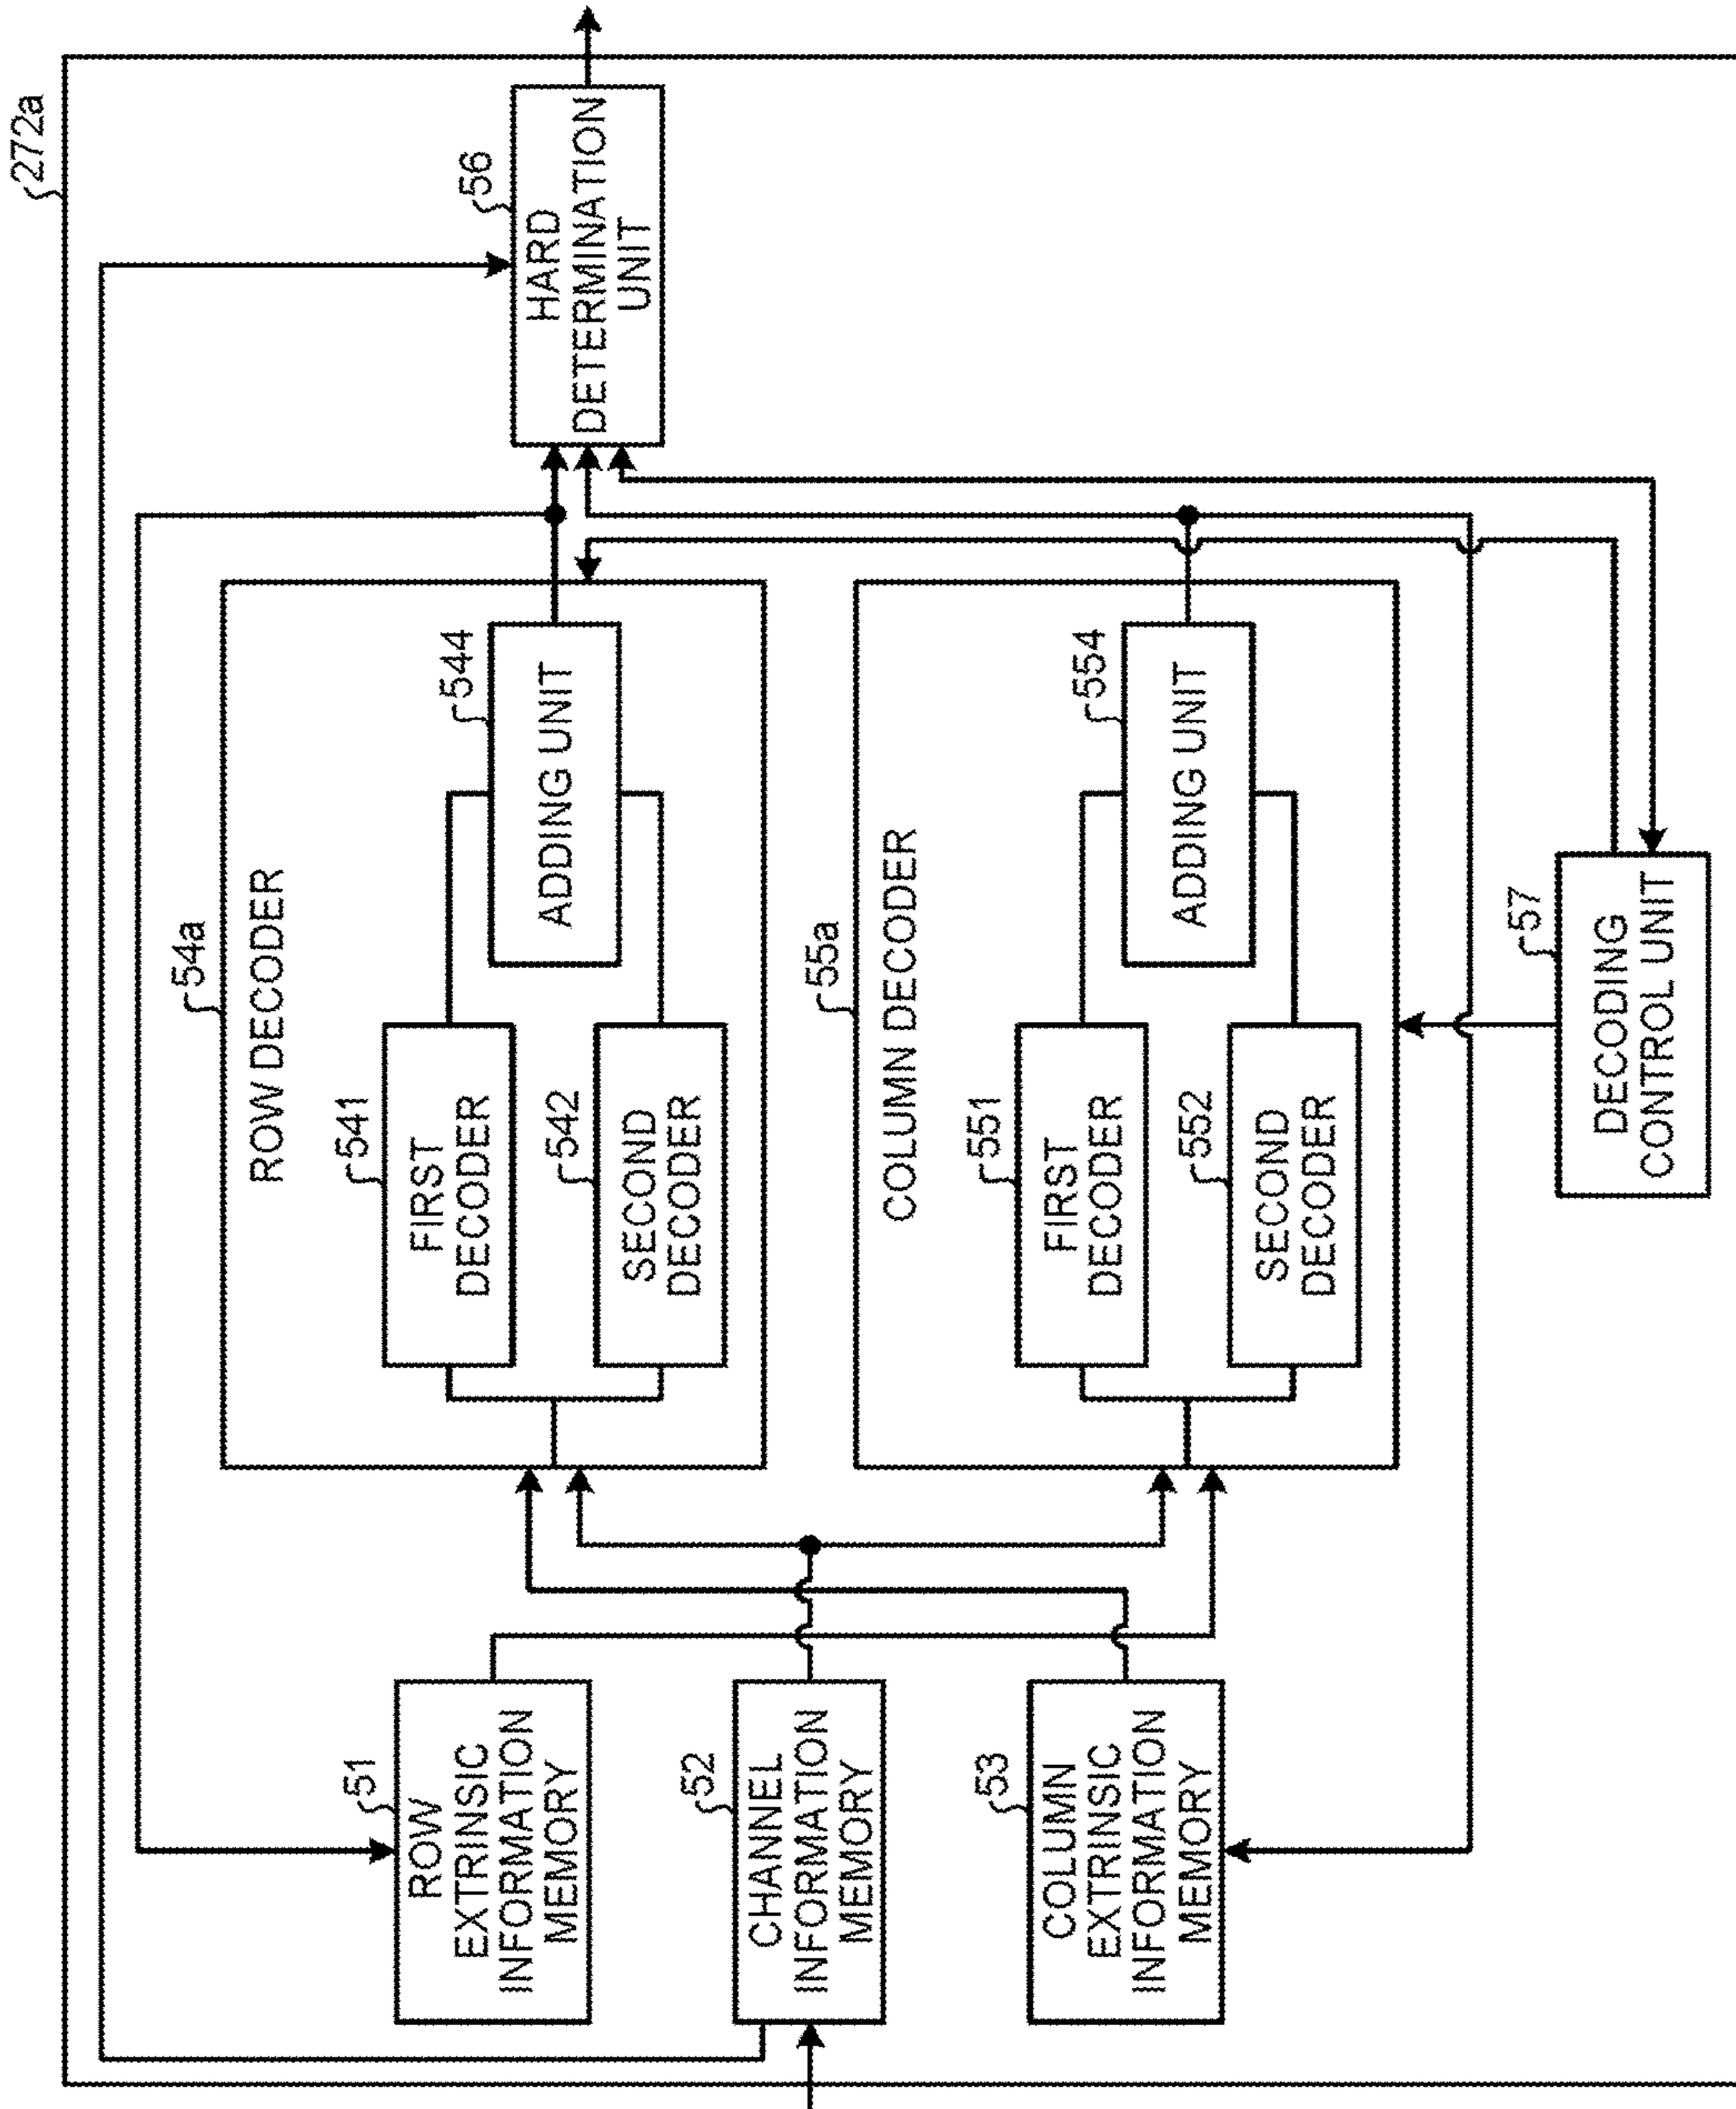 272a
51
ROW
EXTRINSIC
INFORMATION
MEMORY
52
CHANNEL
INFORMATION
MEMORY
53
COLUMN
EXTRINSIC
INFORMATION
MEMORY
54a
ROW DECODER
541
FIRST
DECODER
542
SECOND
DECODER
544
ADDING UNIT
55a
COLUMN DECODER
551
FIRST
DECODER
552
SECOND
DECODER
554
ADDING UNIT
56
HARD
DETERMINATION
UNIT
57
DECODING
CONTROL UNIT